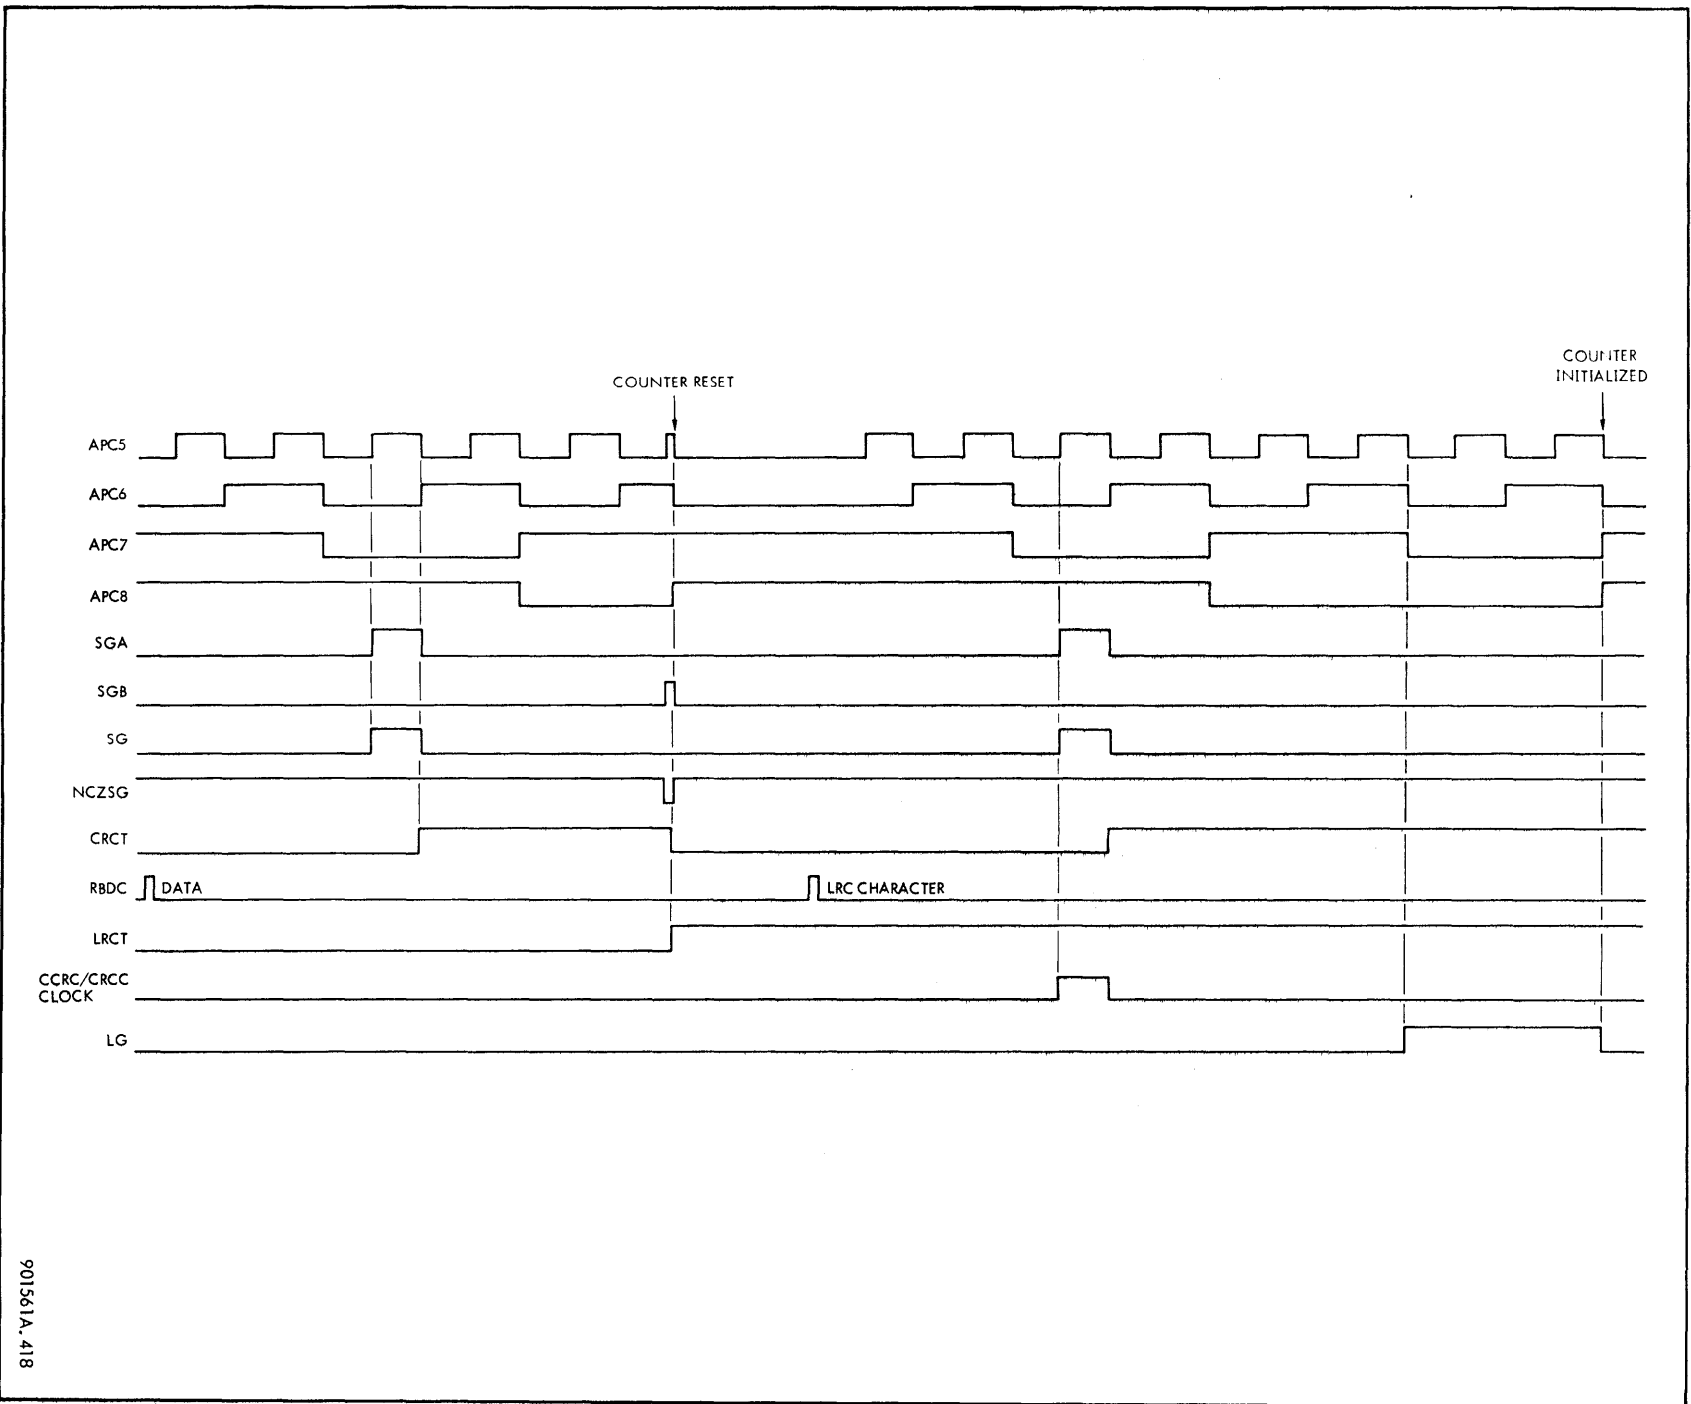 COUNTER RESET
COUNTER
INITIALIZED
APC5
APC6
APC7
APC8
SGA
SGB
SG
NCZSG
CRCT
RBDC
DATA
LRC CHARACTER
LRCT
CCRC/CRCC
CLOCK
LG
901561A. 418